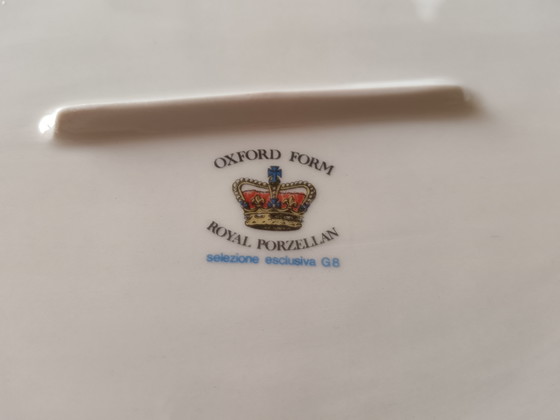 OXFORD FORM
ROYAL PORZELLAN
selezione esclusiva G.B